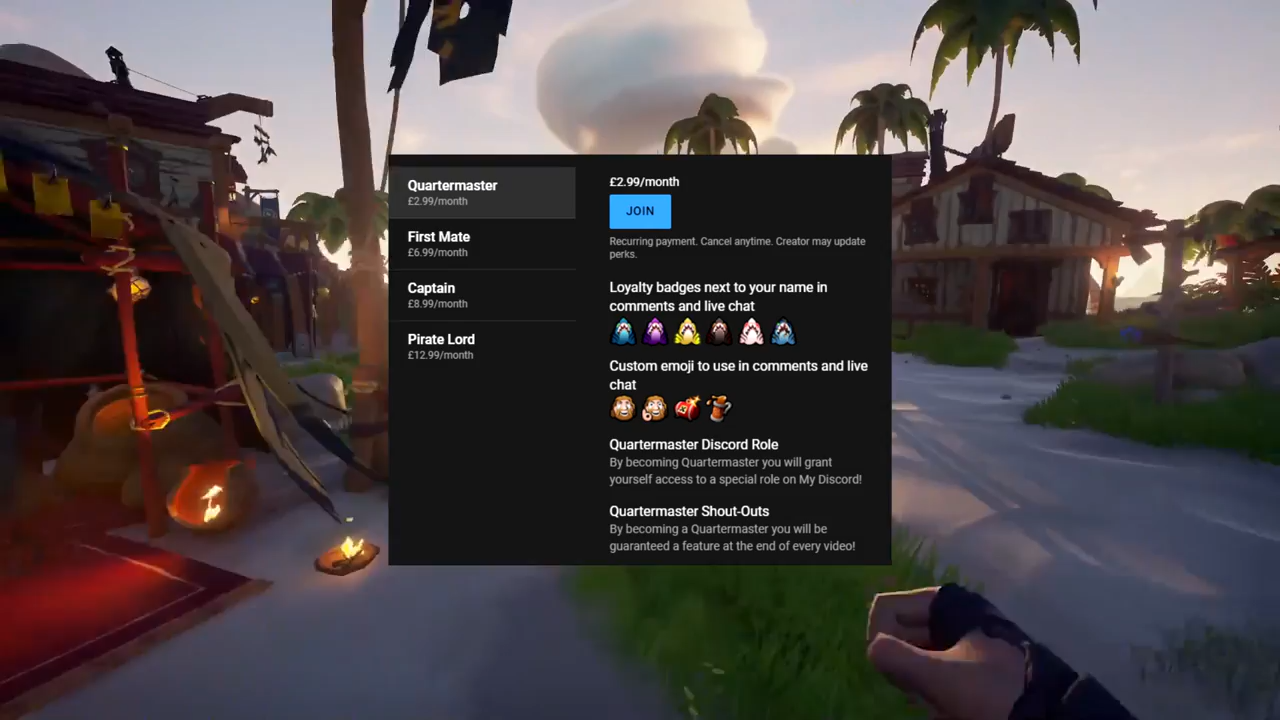 Quartermaster
£2.99/month
First Mate
£6.99/month
Captain
£8.99/month
Pirate Lord
£12.99/month
£2.99/month
JOIN
Recurring payment. Cancel anytime. Creator may update
perks.
Loyalty badges next to your name in
comments and live chat
Custom emoji to use in comments and live
chat
Quartermaster Discord Role
By becoming Quartermaster you will grant
yourself access to a special role on My Discord!
Quartermaster Shout-Outs
By becoming a Quartermaster you will be
guaranteed a feature at the end of every video!